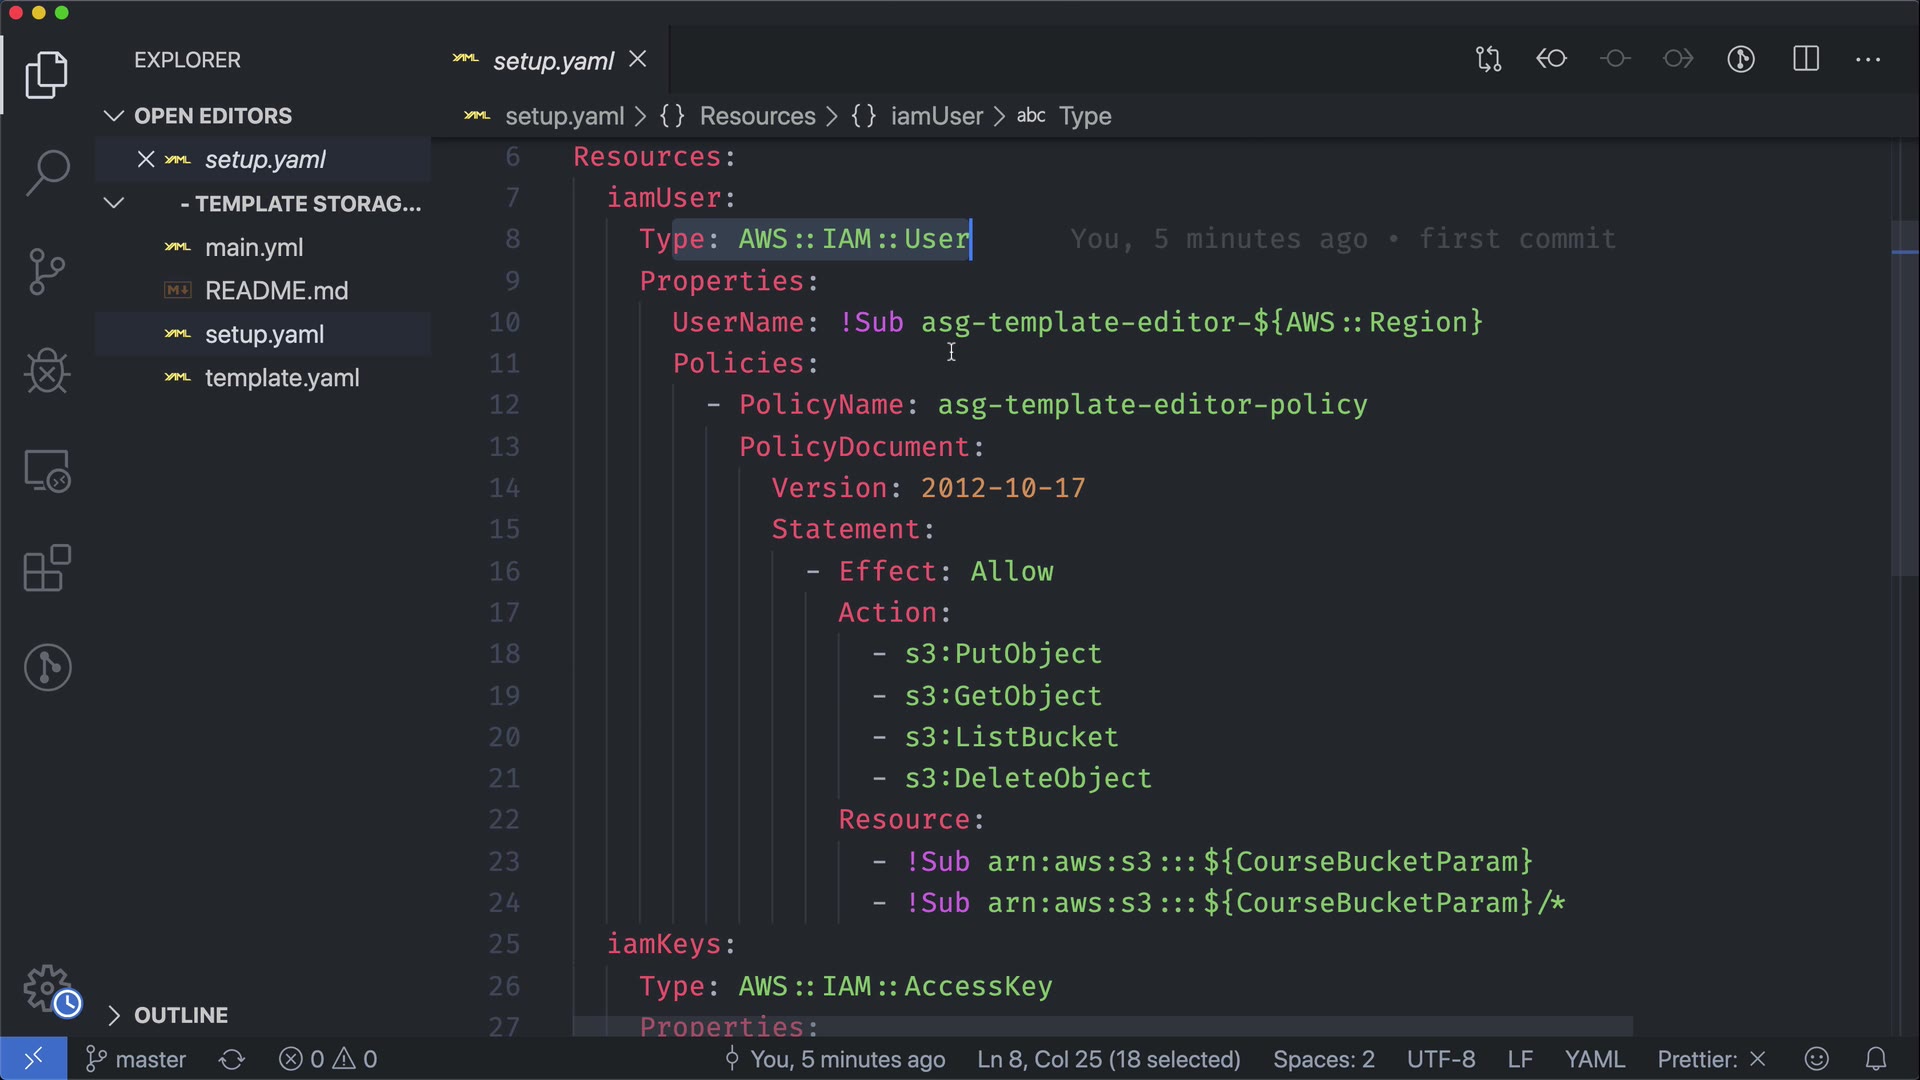 EXPLORER
OPEN EDITORS
setup.yaml
- TEMPLATE STORAG...
main.yml
README.md
setup.yaml
template.yaml
OUTLINE
setup.yaml
setup.yaml > {} Resources > {} iamUser > abc Type
6 Resources:
7 iamUser:
8 Type: AWS::IAM::User You, 5 minutes ago • first commit
9 Properties:
10 UserName: !Sub asg-template-editor-${AWS::Region}
11 Policies:
12 - PolicyName: asg-template-editor-policy
13 PolicyDocument:
14 Version: 2012-10-17
15 Statement:
16 - Effect: Allow
17 Action:
18 - s3:PutObject
19 - s3:GetObject
20 - s3:ListBucket
21 - s3:DeleteObject
22 Resource:
23 - !Sub arn:aws:s3:::${CourseBucketParam}
24 - !Sub arn:aws:s3:::${CourseBucketParam}/*
25 iamKeys:
26 Type: AWS::IAM::AccessKey
27 Properties:
master 0 0 You, 5 minutes ago Ln 8, Col 25 (18 selected) Spaces: 2 UTF-8 LF YAML Prettier: ×